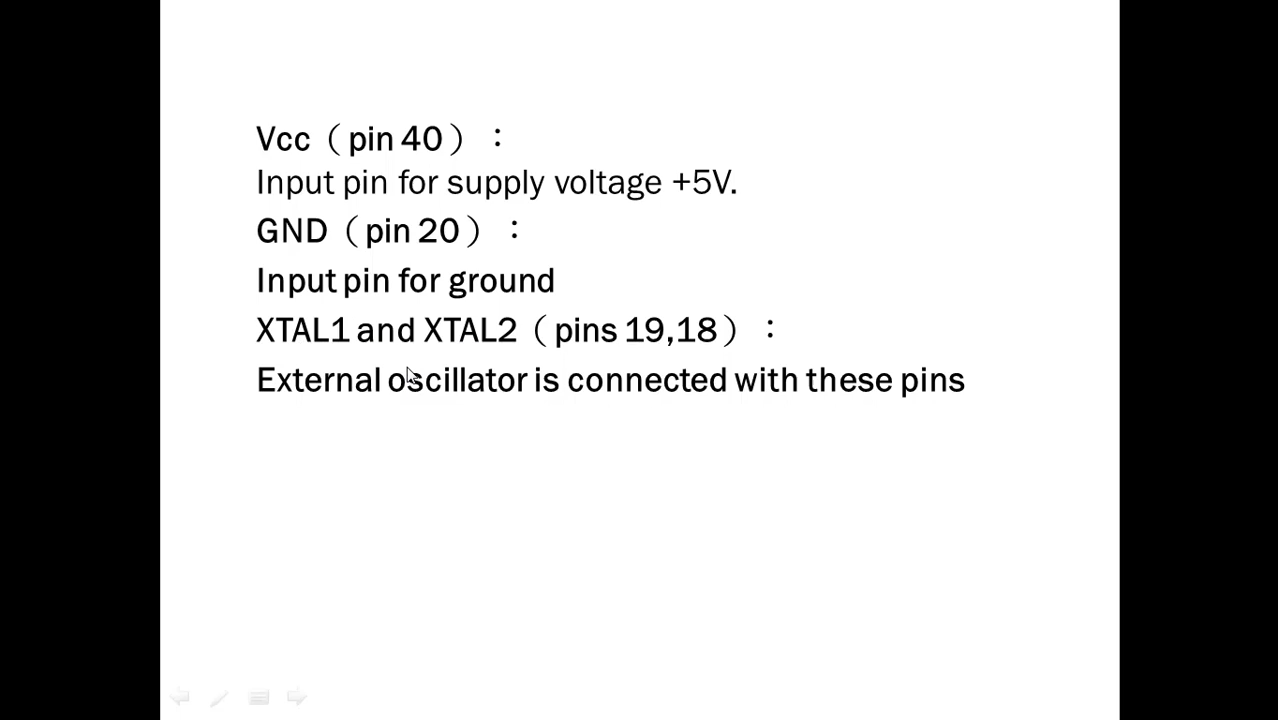 Vcc（pin 40）：
Input pin for supply voltage +5V.
GND（pin 20）：
Input pin for ground
XTAL1 and XTAL2（pins 19,18）：
External oscillator is connected with these pins